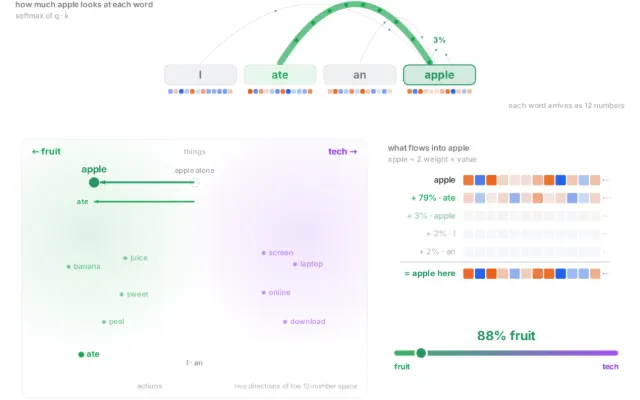 how much apple looks at each word
softmax of q · k
3%
I
ate
an
apple
each word arrives as 12 numbers
← fruit
things
tech →
apple
apple alone
ate
banana
juice
sweet
peel
ate
screen
laptop
online
download
I · an
actions
two directions of the 12-number space
what flows into apple
apple = Σ weight × value
apple
+ 79% · ate
+ 3% · apple
+ 2% · I
+ 2% · an
= apple here
88% fruit
fruit
tech